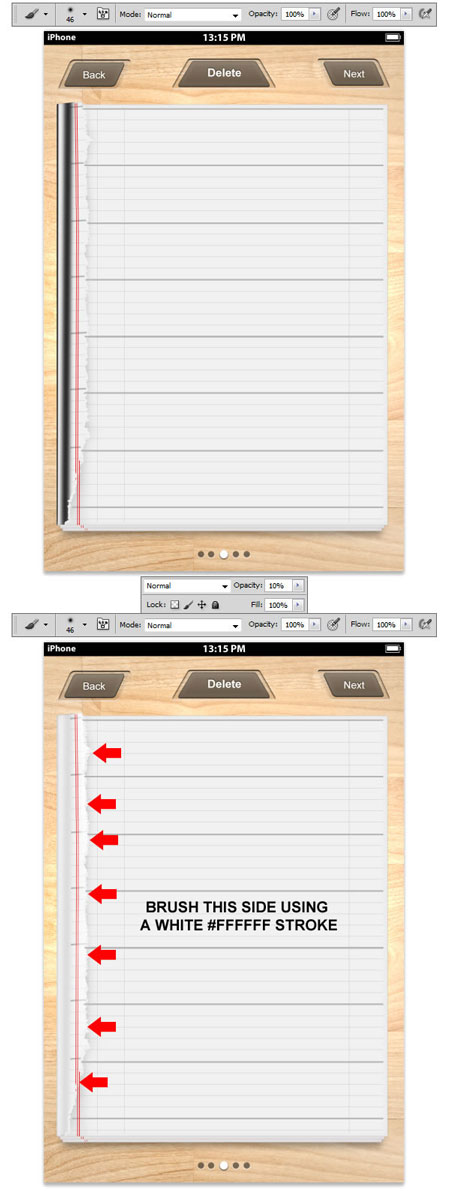 46 Mode: Normal Opacity: 100% Flow: 100%
iPhone 13:15 PM
Back Delete Next
Normal Opacity: 10%
Lock: Fill: 100%
46 Mode: Normal Opacity: 100% Flow: 100%
iPhone 13:15 PM
Back Delete Next
BRUSH THIS SIDE USING
A WHITE #FFFFFF STROKE